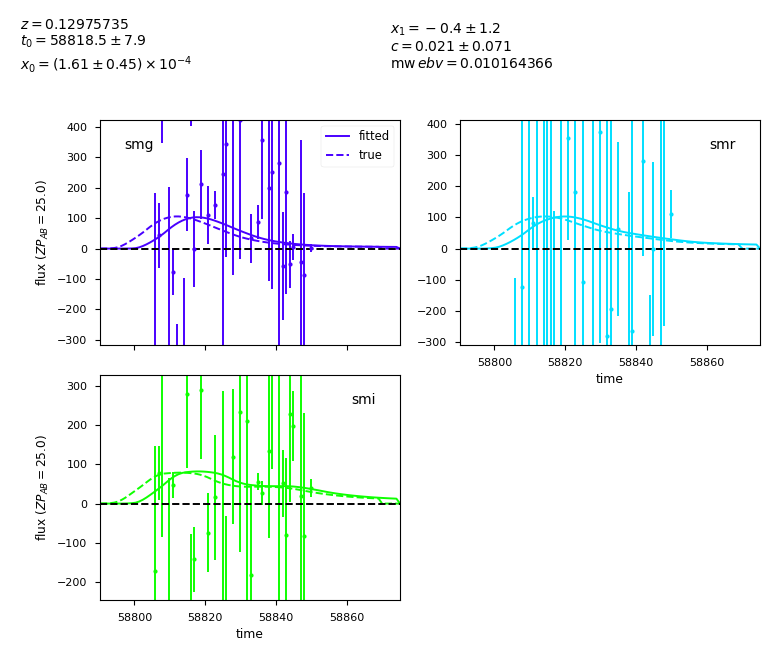 z = 0.12975735
t₀ = 58818.5 ± 7.9
x₀ = (1.61 ± 0.45) × 10⁻⁴
x₁ = −0.4 ± 1.2
c = 0.021 ± 0.071
mw ebv = 0.010164366
400
300
200
100
0
−100
−200
−300
flux (ZP_AB = 25.0)
smg
fitted
true
400
300
200
100
0
−100
−200
−300
smr
58800
58820
58840
58860
time
300
200
100
0
−100
−200
flux (ZP_AB = 25.0)
smi
58800
58820
58840
58860
time